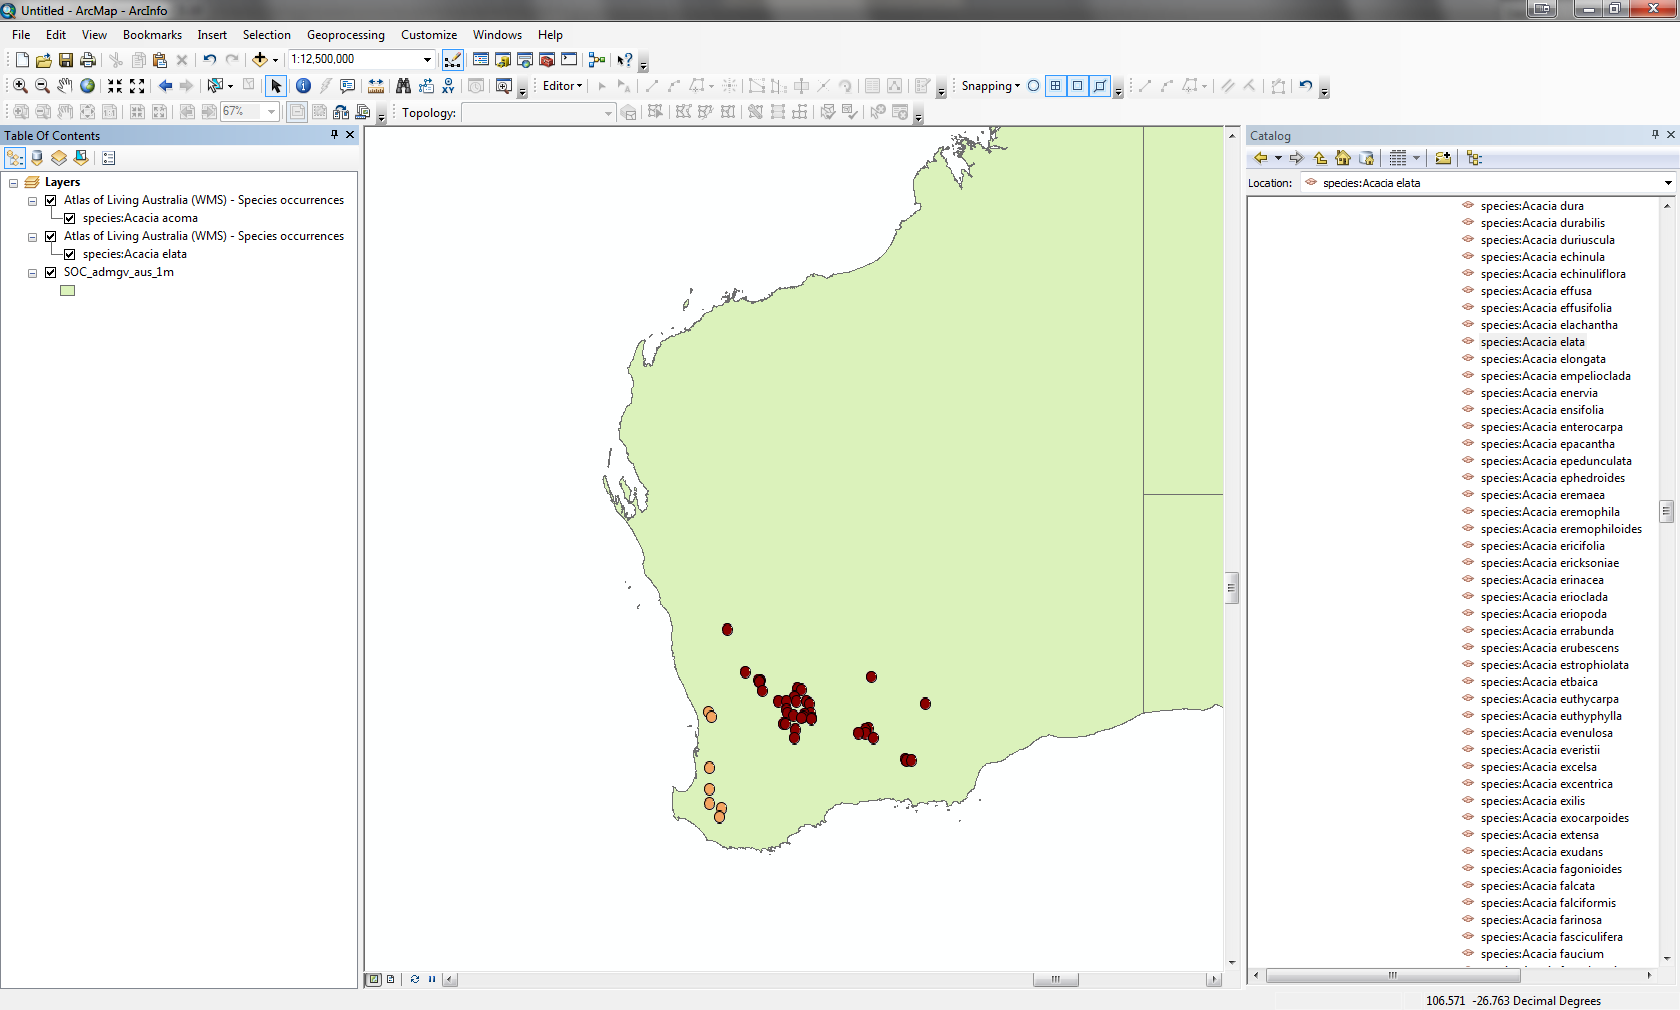 Untitled - ArcMap - ArcInfo
File Edit View Bookmarks Insert Selection Geoprocessing Customize Windows Help
1:12,500,000
Editor Snapping
67% Topology:
Table Of Contents
Layers
Atlas of Living Australia (WMS) - Species occurrences
species:Acacia acoma
Atlas of Living Australia (WMS) - Species occurrences
species:Acacia elata
SOC_admgv_aus_1m
Catalog
Location: species:Acacia elata
species:Acacia dura
species:Acacia durabilis
species:Acacia duriuscula
species:Acacia echinula
species:Acacia echinuliflora
species:Acacia effusa
species:Acacia effusifolia
species:Acacia elachantha
species:Acacia elata
species:Acacia elongata
species:Acacia empelioclada
species:Acacia enervia
species:Acacia ensifolia
species:Acacia enterocarpa
species:Acacia epacantha
species:Acacia epedunculata
species:Acacia ephedroides
species:Acacia eremaea
species:Acacia eremophila
species:Acacia eremophiloides
species:Acacia ericifolia
species:Acacia ericksoniae
species:Acacia erinacea
species:Acacia erioclada
species:Acacia eriopoda
species:Acacia errabunda
species:Acacia erubescens
species:Acacia estrophiolata
species:Acacia etbaica
species:Acacia euthycarpa
species:Acacia euthyphylla
species:Acacia evenulosa
species:Acacia everistii
species:Acacia excelsa
species:Acacia excentrica
species:Acacia exilis
species:Acacia exocarpoides
species:Acacia extensa
species:Acacia exudans
species:Acacia fagonioides
species:Acacia falcata
species:Acacia falciformis
species:Acacia farinosa
species:Acacia fasciculifera
species:Acacia faucium
106.571 -26.763 Decimal Degrees